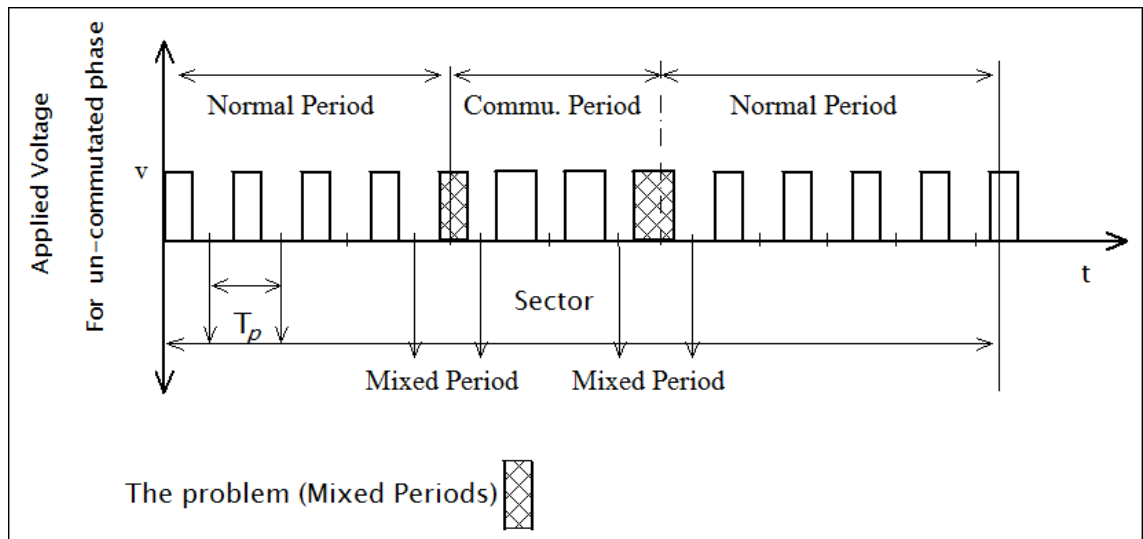 Applied Voltage
For un-commutated phase
Normal Period
Commu. Period
Normal Period
v
t
Sector
Tp
Mixed Period
Mixed Period
The problem (Mixed Periods)